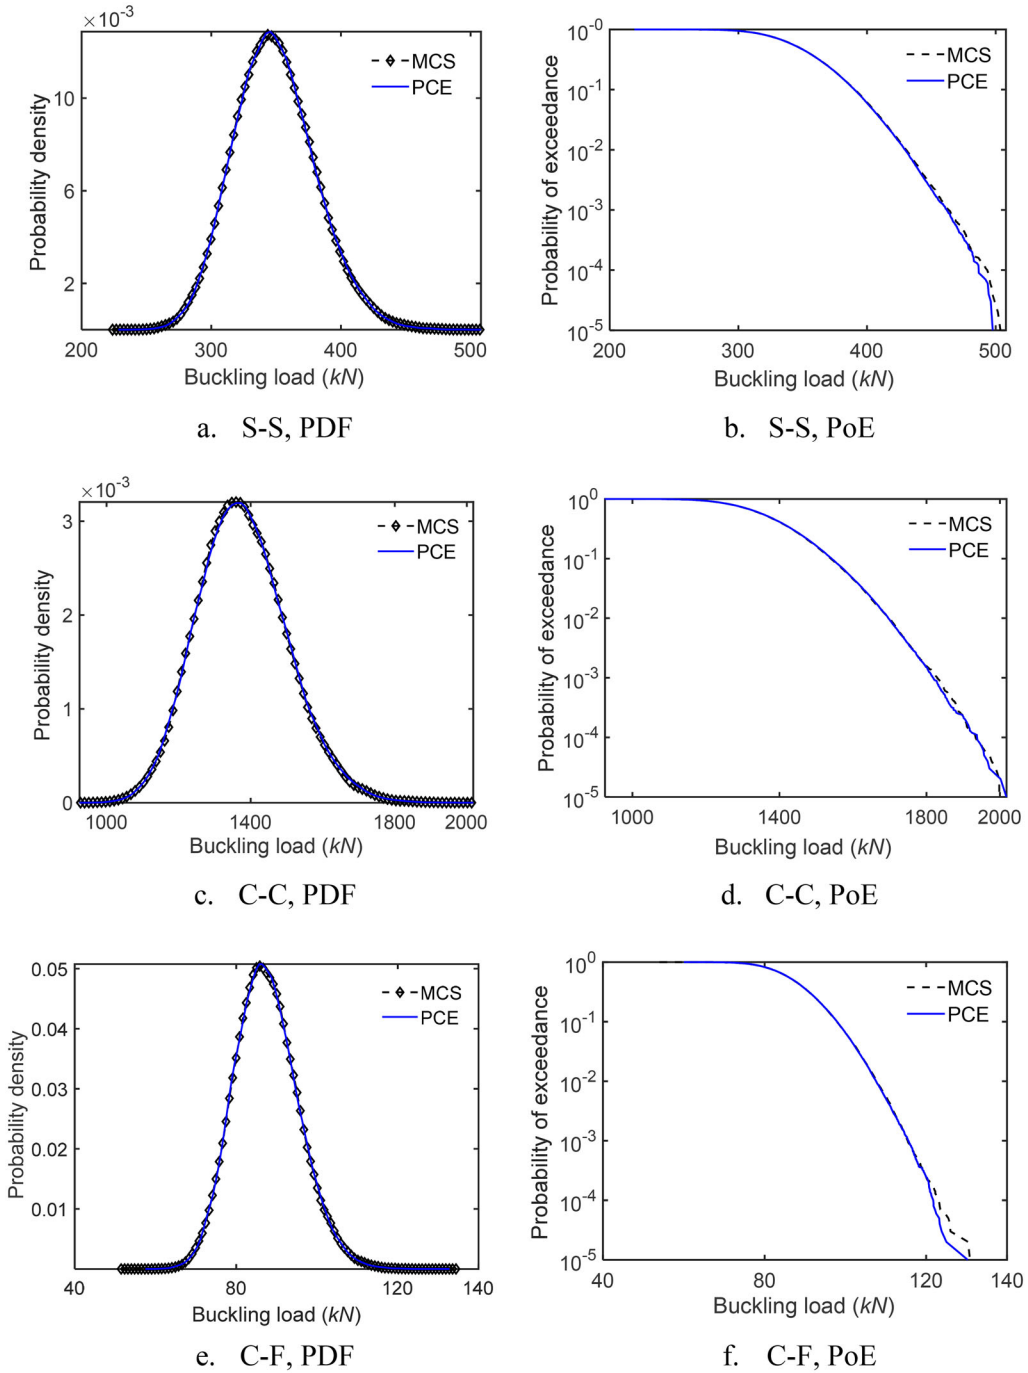 ×10⁻³
10
6
2
200
300
400
500
Probability density
Buckling load (kN)
MCS
PCE
a. S-S, PDF
10⁻⁰
10⁻¹
10⁻²
10⁻³
10⁻⁴
10⁻⁵
200
300
400
500
Probability of exceedance
Buckling load (kN)
MCS
PCE
b. S-S, PoE
×10⁻³
3
2
1
0
1000
1400
1800
2000
Probability density
Buckling load (kN)
MCS
PCE
c. C-C, PDF
10⁰
10⁻¹
10⁻²
10⁻³
10⁻⁴
10⁻⁵
1000
1400
1800
2000
Probability of exceedance
Buckling load (kN)
MCS
PCE
d. C-C, PoE
0.05
0.04
0.03
0.02
0.01
40
80
120
140
Probability density
Buckling load (kN)
MCS
PCE
e. C-F, PDF
10⁰
10⁻¹
10⁻²
10⁻³
10⁻⁴
10⁻⁵
40
80
120
140
Probability of exceedance
Buckling load (kN)
MCS
PCE
f. C-F, PoE